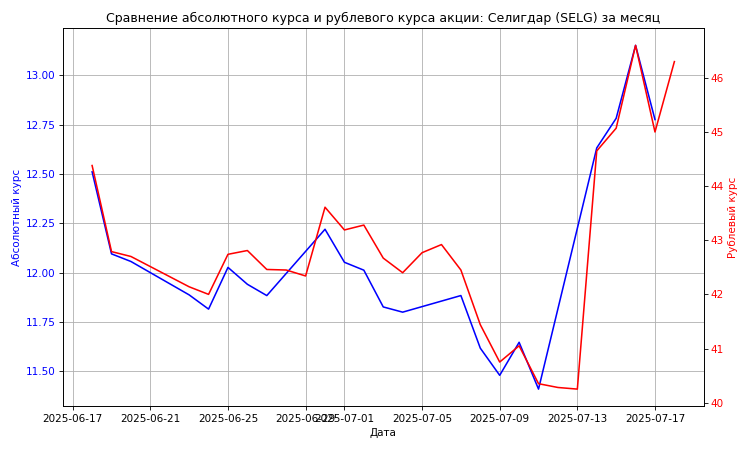 Сравнение абсолютного курса и рублевого курса акции: Селигдар (SELG) за месяц
Абсолютный курс
13.00
12.75
12.50
12.25
12.00
11.75
11.50
46
45
44
43
42
41
40
Рублевый курс
2025-06-17 2025-06-21 2025-06-25 2025-06-29 2025-07-01 2025-07-05 2025-07-09 2025-07-13 2025-07-17
Дата